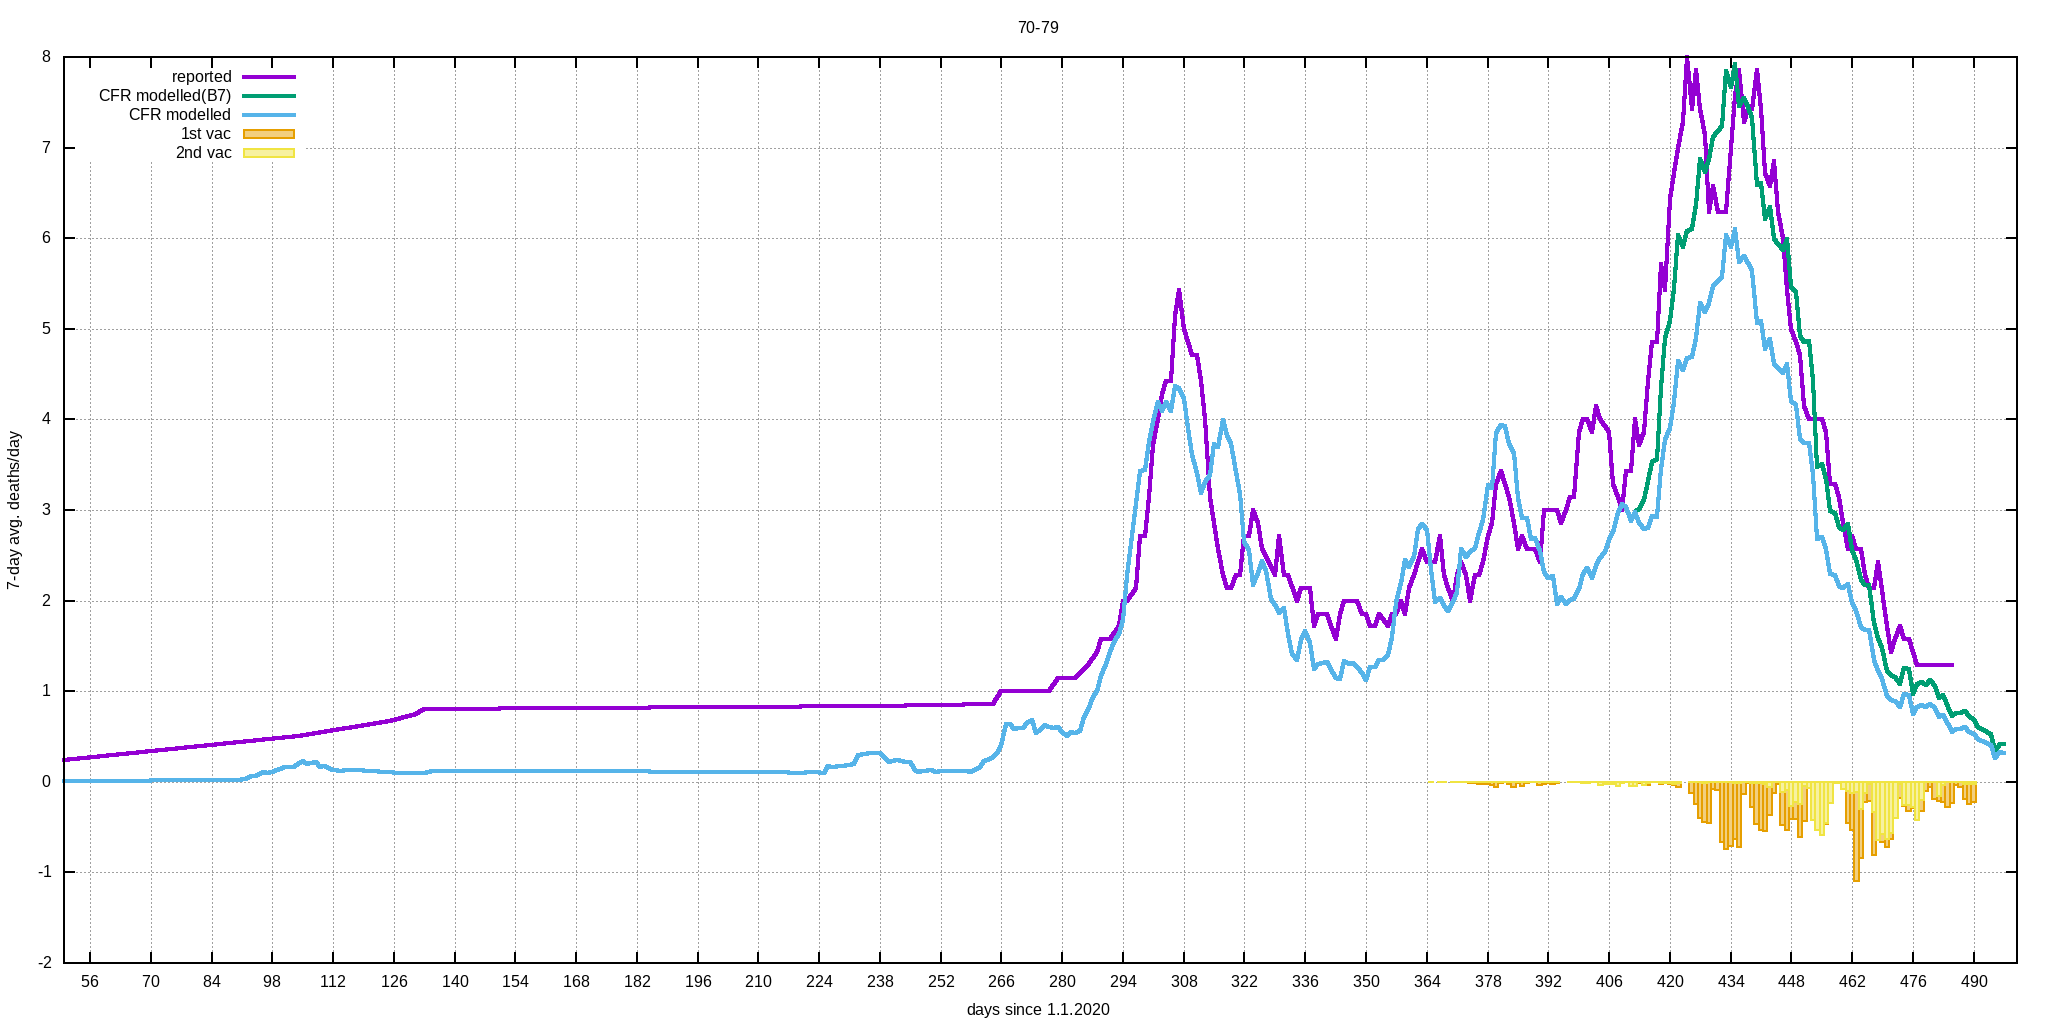 70-79
reported
CFR modelled(B7)
CFR modelled
1st vac
2nd vac
8
7
6
5
4
3
2
1
0
-1
-2
7-day avg. deaths/day
56 70 84 98 112 126 140 154 168 182 196 210 224 238 252 266 280 294 308 322 336 350 364 378 392 406 420 434 448 462 476 490
days since 1.1.2020